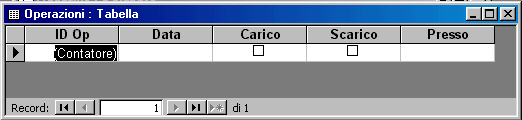 Operazioni : Tabella
ID Op Data Carico Scarico Presso
(Contatore)
Record: 1 di 1